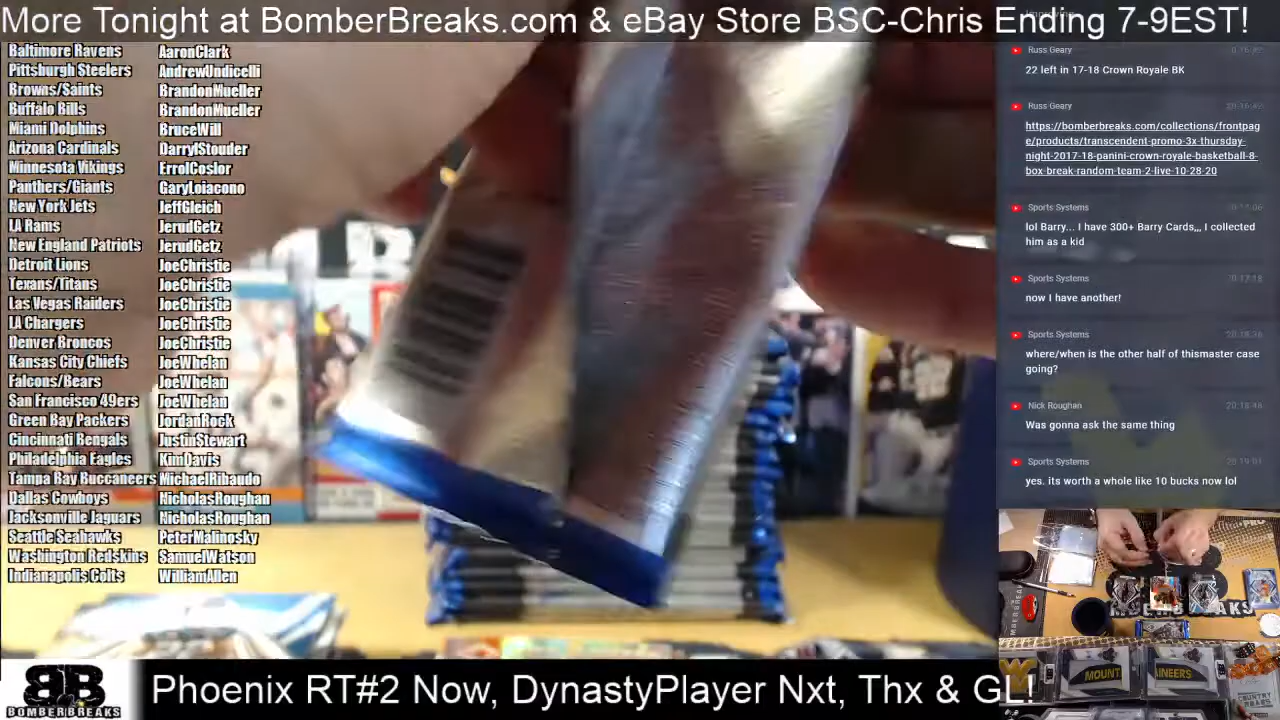 More Tonight at BomberBreaks.com & eBay Store BSC-Chris Ending 7-9EST!
Baltimore Ravens AaronClark
Pittsburgh Steelers AndrewUndicelli
Browns/Saints BrandonMueller
Buffalo Bills BrandonMueller
Miami Dolphins BruceWill
Arizona Cardinals DarrylStouder
Minnesota Vikings ErrolCoslor
Panthers/Giants GaryLoiacono
New York Jets JeffGleich
LA Rams JerudGetz
New England Patriots JerudGetz
Detroit Lions JoeChristie
Texans/Titans JoeChristie
Las Vegas Raiders JoeChristie
LA Chargers JoeChristie
Denver Broncos JoeChristie
Kansas City Chiefs JoeWhelan
Falcons/Bears JoeWhelan
San Francisco 49ers JoeWhelan
Green Bay Packers JordanRock
Cincinnati Bengals JustinStewart
Philadelphia Eagles KimDavis
Tampa Bay Buccaneers MichaelRibaudo
Dallas Cowboys NicholasRoughan
Jacksonville Jaguars NicholasRoughan
Seattle Seahawks PeterMalinosky
Washington Redskins SamuelWatson
Indianapolis Colts WilliamAllen
Russ Geary
22 left in 17-18 Crown Royale BK
Russ Geary
https://bomberbreaks.com/collections/frontpag
e/products/transcendent-promo-3x-thursday-
night-2017-18-panini-crown-royale-basketball-8-
box-break-random-team-2-live-10-28-20
Sports Systems
lol Barry... I have 300+ Barry Cards,,, I collected
him as a kid
Sports Systems
now I have another!
Sports Systems
where/when is the other half of thismaster case
going?
Nick Roughan
Was gonna ask the same thing
Sports Systems
yes. its worth a whole like 10 bucks now lol
MOUNT AINEERS
BB
BOMBERBREAKS
Phoenix RT#2 Now, DynastyPlayer Nxt, Thx & GL!